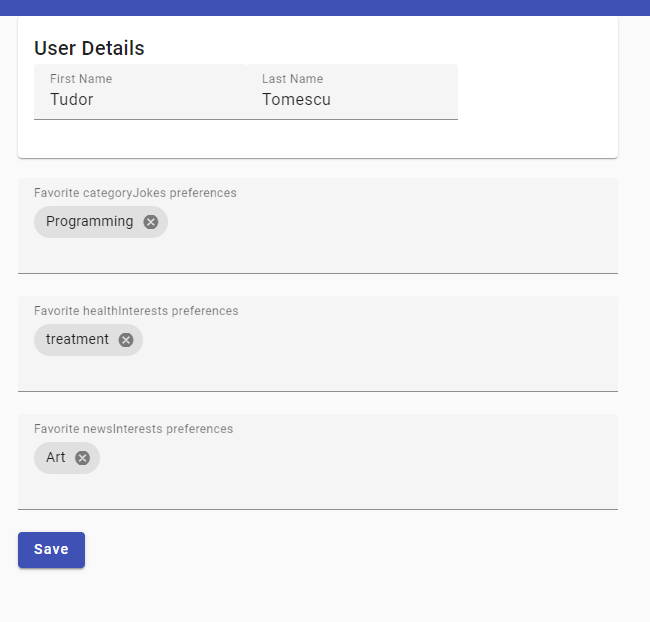 User Details
First Name Last Name
Tudor Tomescu
Favorite categoryJokes preferences
Programming
Favorite healthInterests preferences
treatment
Favorite newsInterests preferences
Art
Save